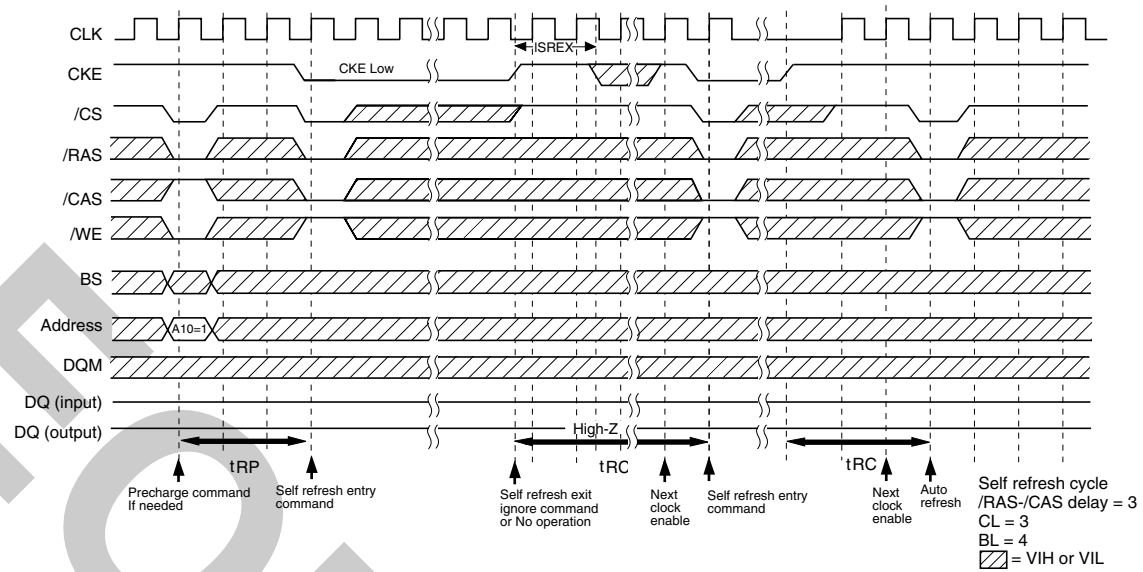 CLK
lSREX
CKE
CKE Low
/CS
/RAS
/CAS
/WE
BS
Address
A10=1
DQM
DQ (input)
DQ (output)
High-Z
tRP
tRC
tRC
Precharge command
If needed
Self refresh entry
command
Self refresh exit
ignore command
or No operation
Next
clock
enable
Self refresh entry
command
Next
clock
enable
Auto
refresh
Self refresh cycle
/RAS-/CAS delay = 3
CL = 3
BL = 4
= VIH or VIL